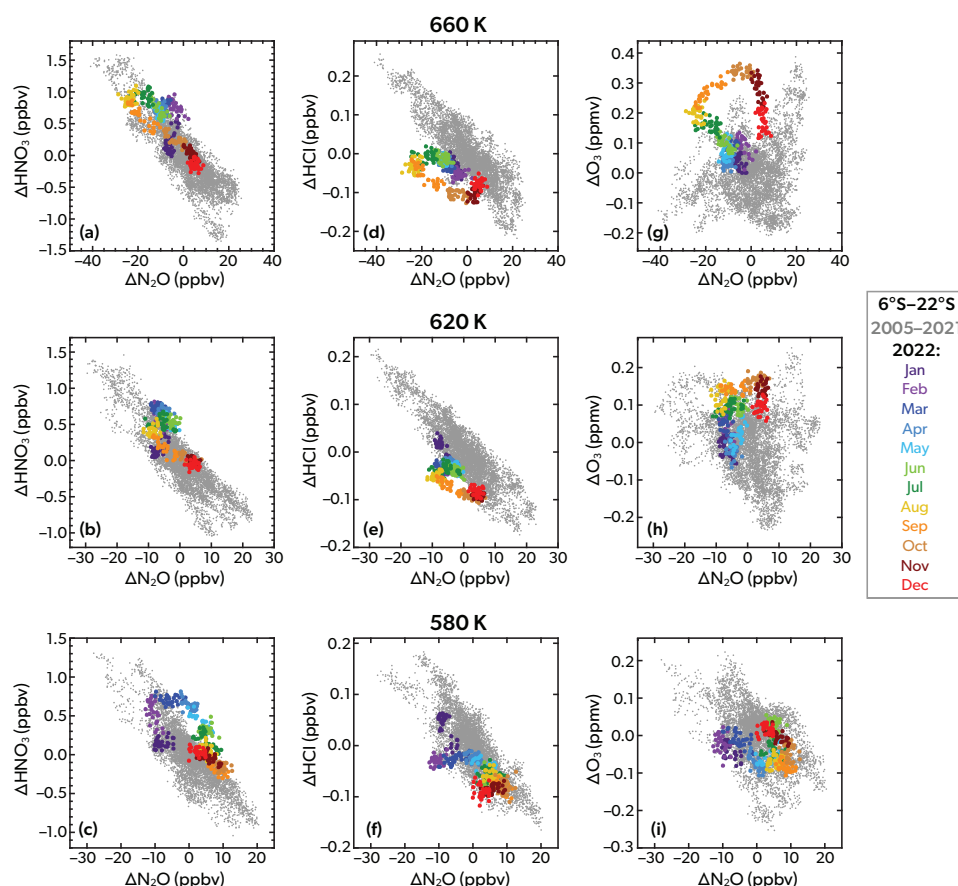 660 K
ΔHNO₃ (ppbv)
1.5
1.0
0.5
0.0
−0.5
−1.0
−1.5
(a)
−40 −20 0 20 40
ΔN₂O (ppbv)
ΔHCl (ppbv)
0.2
0.1
0.0
−0.1
−0.2
(d)
−40 −20 0 20 40
ΔN₂O (ppbv)
ΔO₃ (ppmv)
0.4
0.3
0.2
0.1
0.0
−0.1
−0.2
(g)
−40 −20 0 20 40
ΔN₂O (ppbv)
620 K
ΔHNO₃ (ppbv)
1.5
1.0
0.5
0.0
−0.5
−1.0
(b)
−30 −20 −10 0 10 20 30
ΔN₂O (ppbv)
ΔHCl (ppbv)
0.2
0.1
0.0
−0.1
−0.2
(e)
−30 −20 −10 0 10 20 30
ΔN₂O (ppbv)
ΔO₃ (ppmv)
0.2
0.1
0.0
−0.1
−0.2
(h)
−30 −20 −10 0 10 20 30
ΔN₂O (ppbv)
6°S–22°S
2005–2021
2022:
Jan
Feb
Mar
Apr
May
Jun
Jul
Aug
Sep
Oct
Nov
Dec
580 K
ΔHNO₃ (ppbv)
1.5
1.0
0.5
0.0
−0.5
−1.0
(c)
−30 −20 −10 0 10 20
ΔN₂O (ppbv)
ΔHCl (ppbv)
0.2
0.1
0.0
−0.1
−0.2
(f)
−30 −20 −10 0 10 20
ΔN₂O (ppbv)
ΔO₃ (ppmv)
0.2
0.1
0.0
−0.1
−0.2
−0.3
(i)
−30 −20 −10 0 10 20
ΔN₂O (ppbv)